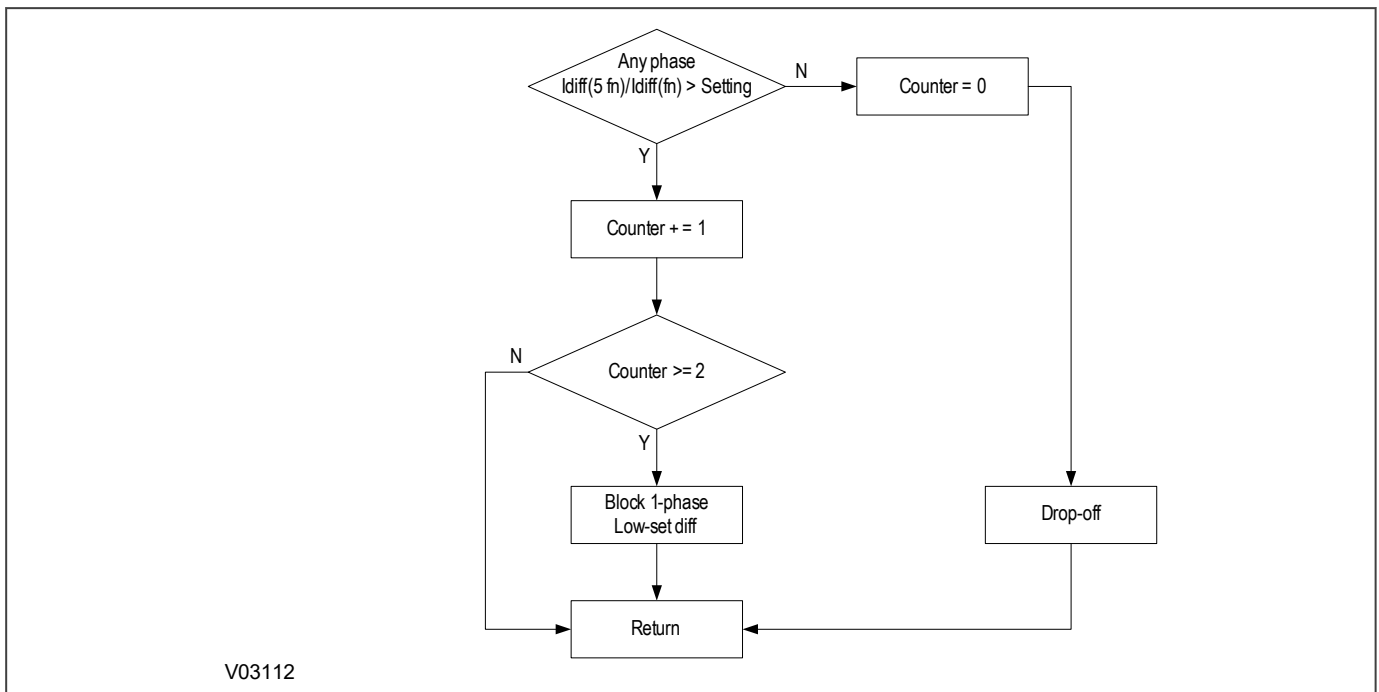 Any phase
Idiff(5 fn)/Idiff(fn) > Setting
N
Counter = 0
Y
Counter + = 1
N
Counter >= 2
Y
Block 1-phase
Low-set diff
Drop-off
Return
V03112